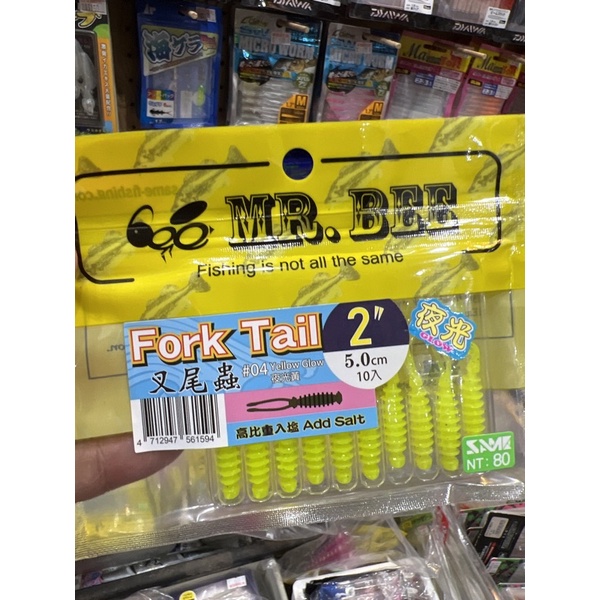 DAIWA
DAIWA
MR. BEE
Fishing is not all the same
Fork Tail
2"
5.0cm
10入
叉尾蟲
#04
Yellow Glow
夜光黃
夜光
GLOW
4 712947 561594
高比重入塩 Add Salt
SAME
NT: 80